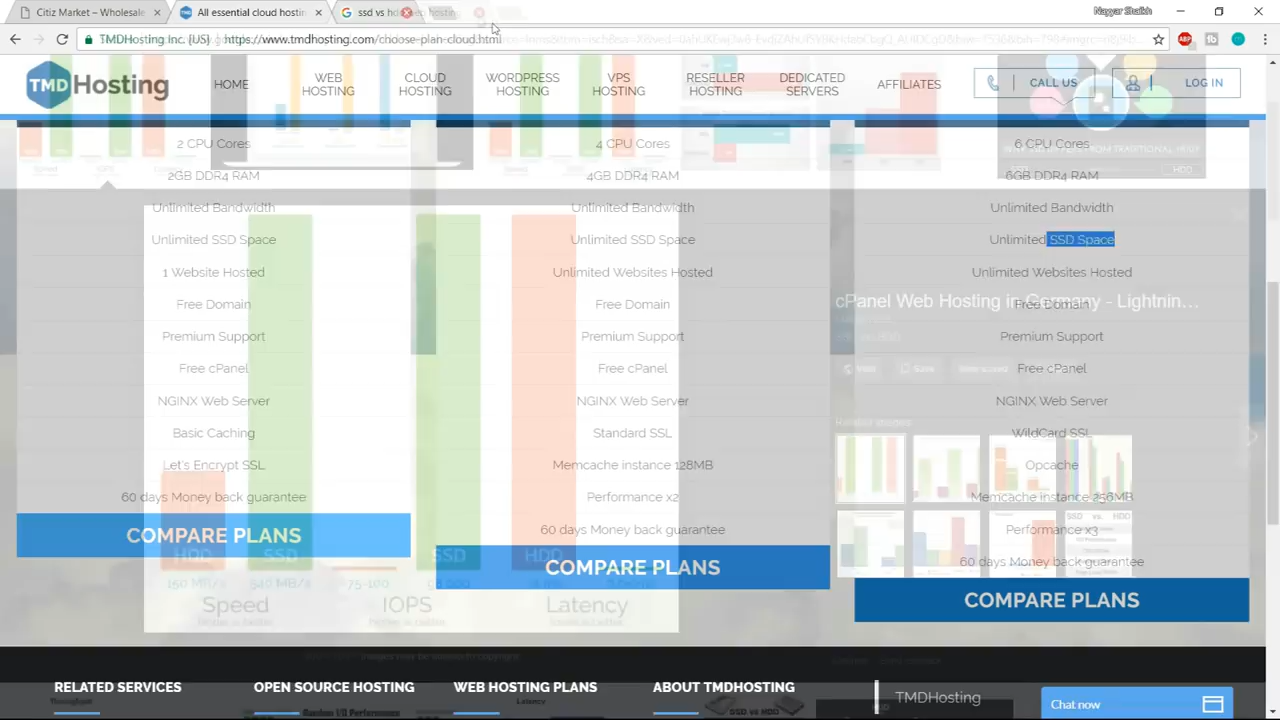 Citiz Market – Wholesale
All essential cloud hostin
ssd vs
Nayyar Shaikh
TMDHosting Inc. [US]
https://www.tmdhosting.com/choose-plan-cloud.html
TMDHosting
HOME
WEB HOSTING
CLOUD HOSTING
WORDPRESS HOSTING
VPS HOSTING
RESELLER HOSTING
DEDICATED SERVERS
AFFILIATES
CALL US
LOG IN
2 CPU Cores
2GB DDR4 RAM
Unlimited Bandwidth
Unlimited SSD Space
1 Website Hosted
Free Domain
Premium Support
Free cPanel
NGINX Web Server
Basic Caching
Let's Encrypt SSL
60 days Money back guarantee
COMPARE PLANS
4 CPU Cores
4GB DDR4 RAM
Unlimited Bandwidth
Unlimited SSD Space
Unlimited Websites Hosted
Free Domain
Premium Support
Free cPanel
NGINX Web Server
Standard SSL
Memcache instance 128MB
Performance x2
60 days Money back guarantee
COMPARE PLANS
6 CPU Cores
6GB DDR4 RAM
Unlimited Bandwidth
Unlimited SSD Space
Unlimited Websites Hosted
Free Domain
Premium Support
Free cPanel
NGINX Web Server
WildCard SSL
Opcache
Memcache instance 256MB
Performance x3
60 days Money back guarantee
COMPARE PLANS
cPanel Web Hosting in Germany - Lightnin...
HDD
SSD
SSD
HDD
Speed
IOPS
Latency
RELATED SERVICES
OPEN SOURCE HOSTING
WEB HOSTING PLANS
ABOUT TMDHOSTING
TMDHosting
Chat now